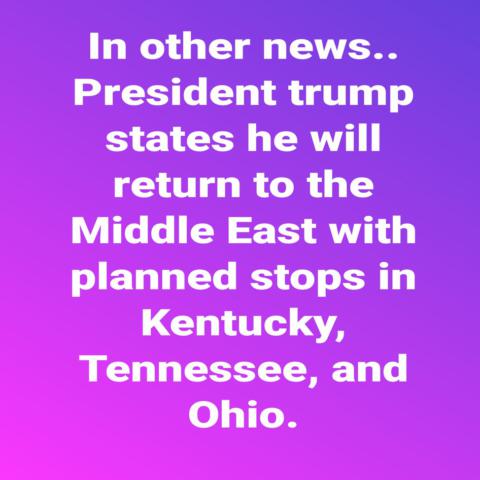 In other news..
President trump
states he will
return to the
Middle East with
planned stops in
Kentucky,
Tennessee, and
Ohio.